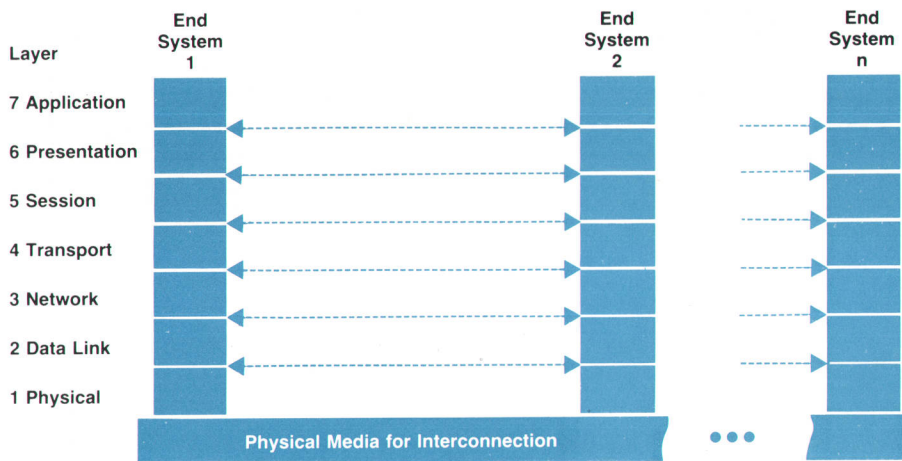 Layer
End
System
1
End
System
2
End
System
n
7 Application
6 Presentation
5 Session
4 Transport
3 Network
2 Data Link
1 Physical
Physical Media for Interconnection